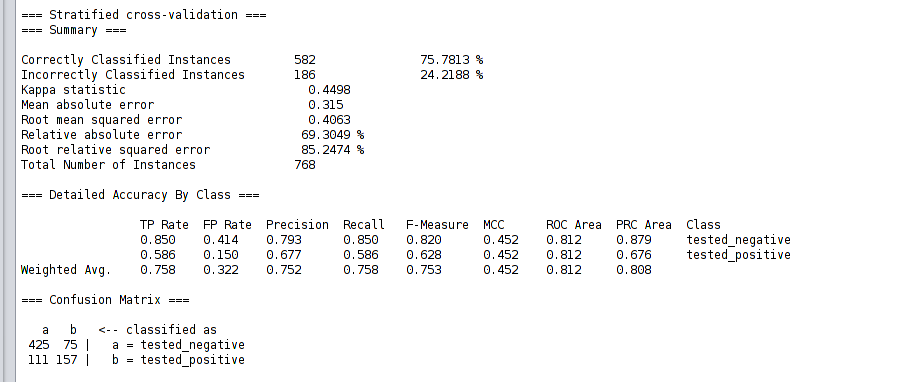 === Stratified cross-validation ===
=== Summary ===
Correctly Classified Instances 582 75.7813 %
Incorrectly Classified Instances 186 24.2188 %
Kappa statistic 0.4498
Mean absolute error 0.315
Root mean squared error 0.4063
Relative absolute error 69.3049 %
Root relative squared error 85.2474 %
Total Number of Instances 768
=== Detailed Accuracy By Class ===
TP Rate FP Rate Precision Recall F-Measure MCC ROC Area PRC Area Class
0.850 0.414 0.793 0.850 0.820 0.452 0.812 0.879 tested_negative
0.586 0.150 0.677 0.586 0.628 0.452 0.812 0.676 tested_positive
Weighted Avg. 0.758 0.322 0.752 0.758 0.753 0.452 0.812 0.808
=== Confusion Matrix ===
a b <-- classified as
425 75 | a = tested_negative
111 157 | b = tested_positive